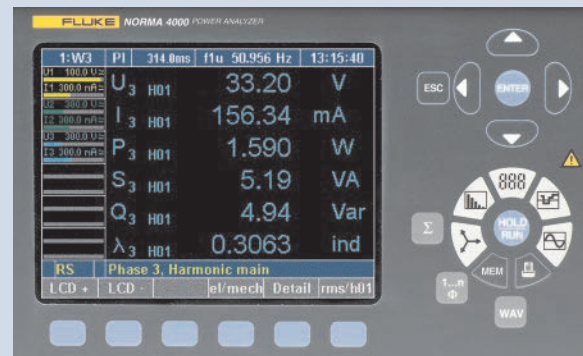 FLUKE NORMA 4000 POWER ANALYZER
1:W3 PI 314.0ms f1u 50.956 Hz 13:15:40
U1 100.0 V
I1 300.0 mA
U2 300.0 V
I2 300.0 mA
U3 300.0 V
I3 300.0 mA
U3 H01 33.20 V
I3 H01 156.34 mA
P3 H01 1.590 W
S3 H01 5.19 VA
Q3 H01 4.94 Var
λ3 H01 0.3063 ind
RS Phase 3, Harmonic main
LCD + LCD - el/mech Detail rms/h01
ESC
ENTER
888
Σ
HOLD
RUN
1...n
Φ
MEM
WAV